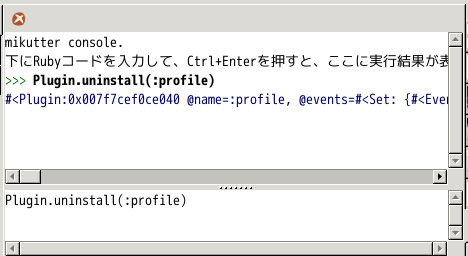 mikutter console.
下にRubyコードを入力して、Ctrl+Enterを押すと、ここに実行結果が表
>>> Plugin.uninstall(:profile)
#<Plugin:0x007f7cef0ce040 @name=:profile, @events=#<Set: {#<Even
Plugin.uninstall(:profile)